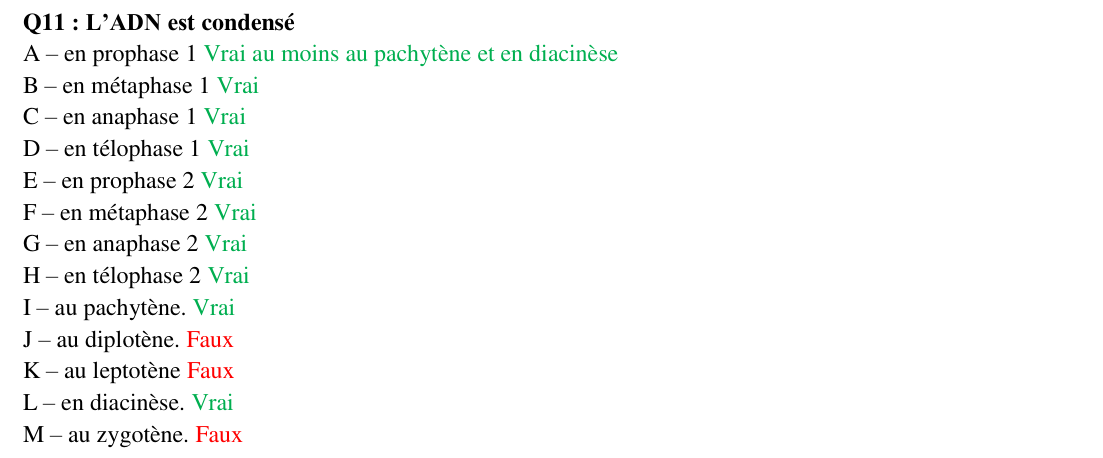 Q11 : L’ADN est condensé
A – en prophase 1 Vrai au moins au pachytène et en diacinèse
B – en métaphase 1 Vrai
C – en anaphase 1 Vrai
D – en télophase 1 Vrai
E – en prophase 2 Vrai
F – en métaphase 2 Vrai
G – en anaphase 2 Vrai
H – en télophase 2 Vrai
I – au pachytène. Vrai
J – au diplotène. Faux
K – au leptotène Faux
L – en diacinèse. Vrai
M – au zygotène. Faux